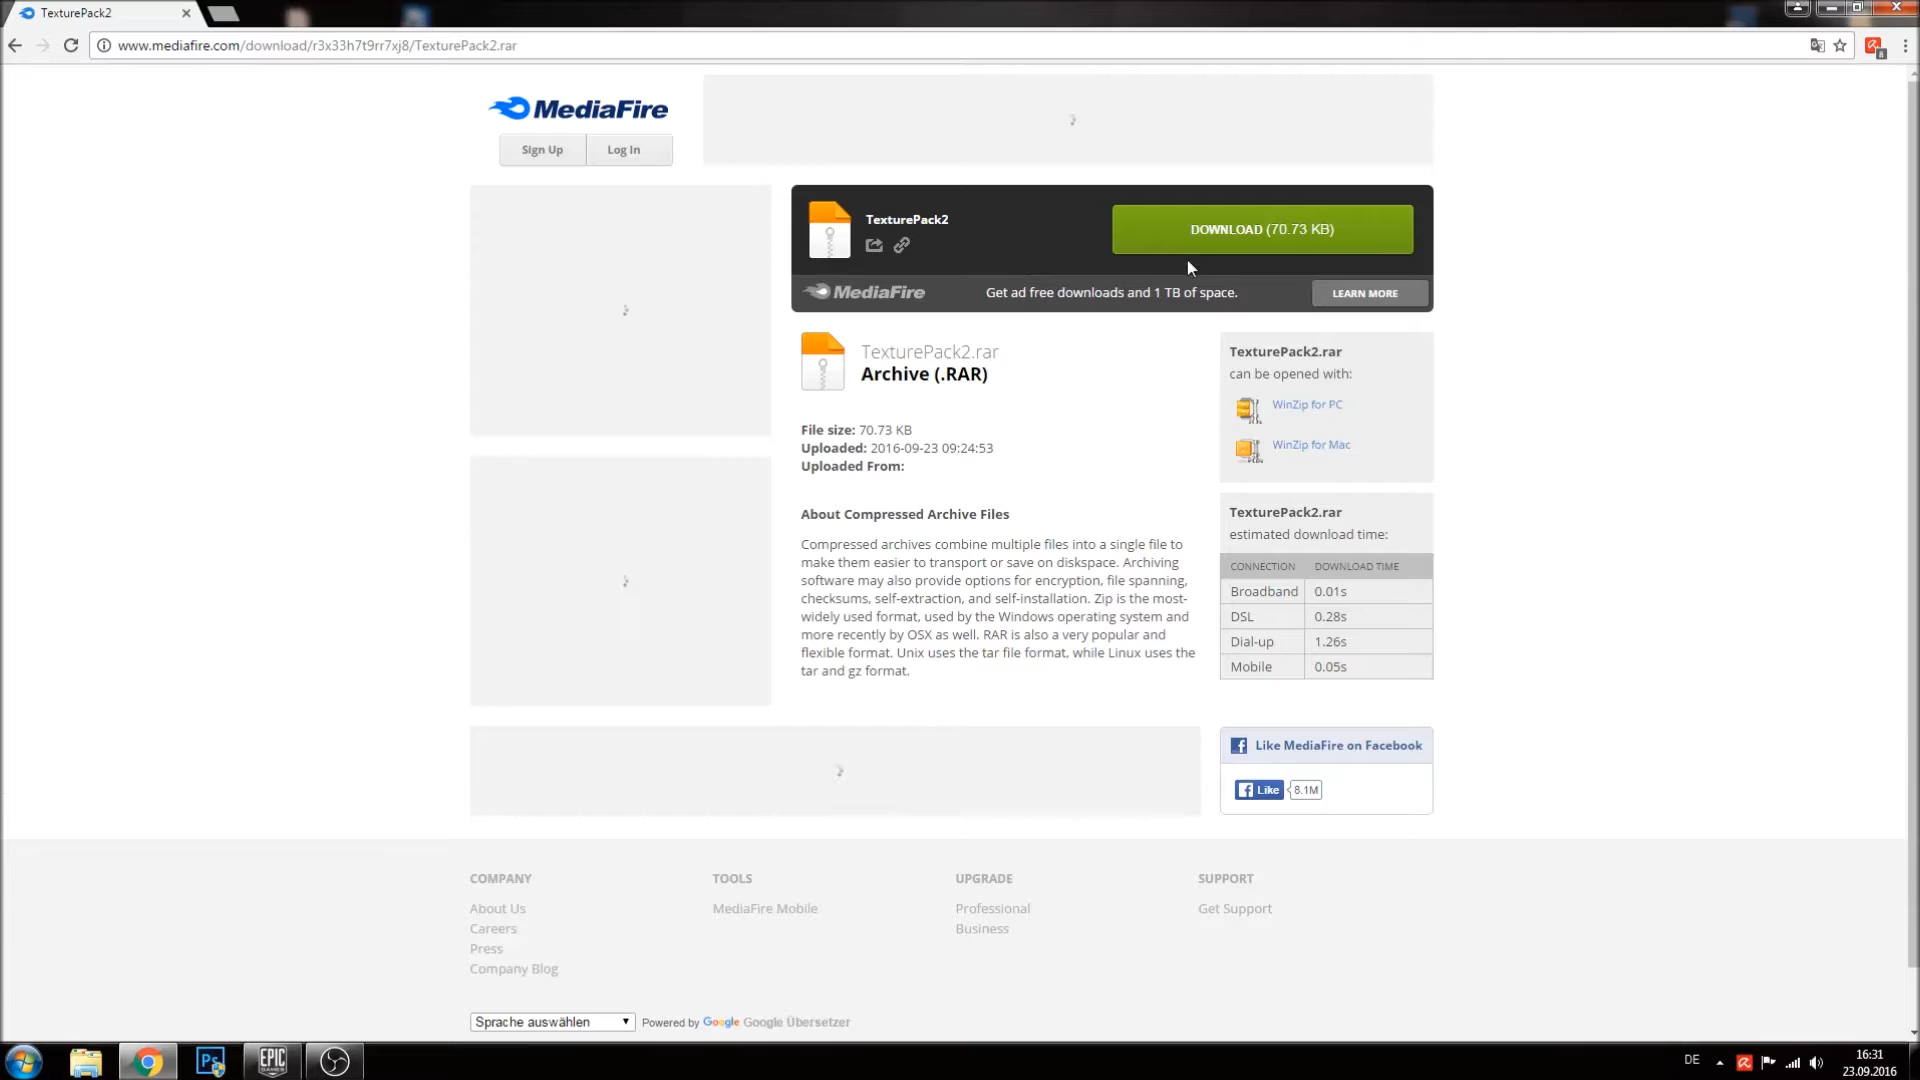 TexturePack2
www.mediafire.com/download/r3x33h7t9rr7xj8/TexturePack2.rar
8
MediaFire
Sign Up
Log In
TexturePack2
DOWNLOAD (70.73 KB)
MediaFire
Get ad free downloads and 1 TB of space.
LEARN MORE
TexturePack2.rar
Archive (.RAR)
File size: 70.73 KB
Uploaded: 2016-09-23 09:24:53
Uploaded From:
About Compressed Archive Files
Compressed archives combine multiple files into a single file to
make them easier to transport or save on diskspace. Archiving
software may also provide options for encryption, file spanning,
checksums, self-extraction, and self-installation. Zip is the most-
widely used format, used by the Windows operating system and
more recently by OSX as well. RAR is also a very popular and
flexible format. Unix uses the tar file format, while Linux uses the
tar and gz format.
TexturePack2.rar
can be opened with:
WinZip for PC
WinZip for Mac
TexturePack2.rar
estimated download time:
CONNECTION DOWNLOAD TIME
Broadband 0.01s
DSL 0.28s
Dial-up 1.26s
Mobile 0.05s
Like MediaFire on Facebook
Like 8.1M
COMPANY
About Us
Careers
Press
Company Blog
TOOLS
MediaFire Mobile
UPGRADE
Professional
Business
SUPPORT
Get Support
Sprache auswählen
Powered by Google Google Übersetzer
Ps
EPIC
GAMES
DE
16:31
23.09.2016